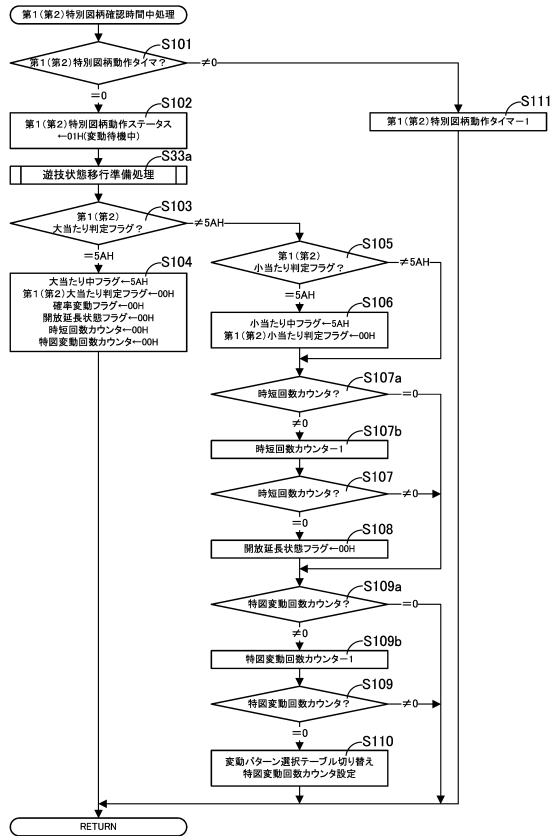 第1(第2)特別図柄確認時間中処理
S101
第1(第2)特別図柄動作タイマ?
≠0
=0
S111
第1(第2)特別図柄動作タイマ−1
S102
第1(第2)特別図柄動作ステータス
←01H(変動待機中)
S33a
遊技状態移行準備処理
S103
第1(第2)
大当たり判定フラグ?
≠5AH
=5AH
S104
大当たり中フラグ←5AH
第1(第2)大当たり判定フラグ←00H
確率変動フラグ←00H
開放延長状態フラグ←00H
時短回数カウンタ←00H
特図変動回数カウンタ←00H
S105
第1(第2)
小当たり判定フラグ?
≠5AH
=5AH
S106
小当たり中フラグ←5AH
第1(第2)小当たり判定フラグ←00H
S107a
時短回数カウンタ?
=0
≠0
S107b
時短回数カウンタ−1
S107
時短回数カウンタ?
≠0
=0
S108
開放延長状態フラグ←00H
S109a
特図変動回数カウンタ?
=0
≠0
S109b
特図変動回数カウンタ−1
S109
特図変動回数カウンタ?
≠0
=0
S110
変動パターン選択テーブル切り替え
特図変動回数カウンタ設定
RETURN